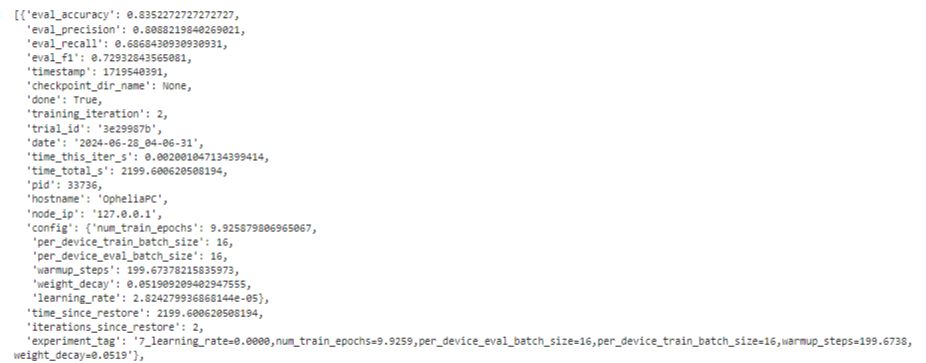 [{'eval_accuracy': 0.8352272727272727,
'eval_precision': 0.8088219840269021,
'eval_recall': 0.6868430930930931,
'eval_f1': 0.72932843565081,
'timestamp': 1719540391,
'checkpoint_dir_name': None,
'done': True,
'training_iteration': 2,
'trial_id': '3e29987b',
'date': '2024-06-28_04-06-31',
'time_this_iter_s': 0.002001047134399414,
'time_total_s': 2199.600620508194,
'pid': 33736,
'hostname': 'OpheliaPC',
'node_ip': '127.0.0.1',
'config': {'num_train_epochs': 9.925879806965067,
'per_device_train_batch_size': 16,
'per_device_eval_batch_size': 16,
'warmup_steps': 199.67378215835973,
'weight_decay': 0.051909209402947555,
'learning_rate': 2.824279936868144e-05},
'time_since_restore': 2199.600620508194,
'iterations_since_restore': 2,
'experiment_tag': '7_learning_rate=0.0000,num_train_epochs=9.9259,per_device_eval_batch_size=16,per_device_train_batch_size=16,warmup_steps=199.6738,
weight_decay=0.0519'},